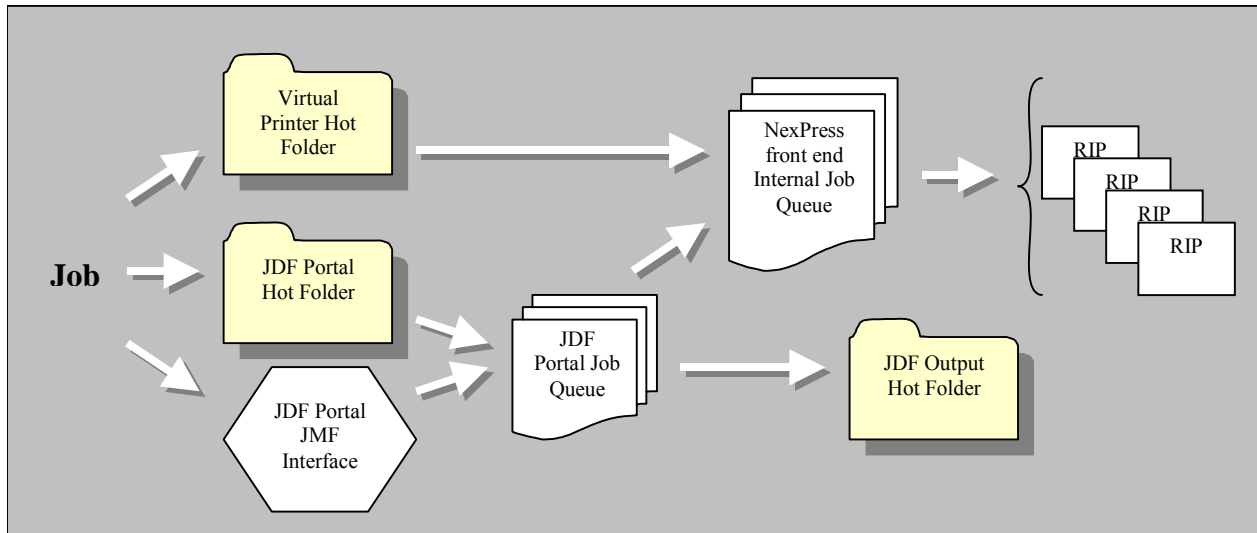 Virtual
Printer Hot
Folder
NexPress
front end
Internal Job
Queue
RIP
RIP
RIP
RIP
Job
JDF Portal
Hot Folder
JDF
Portal Job
Queue
JDF Output
Hot Folder
JDF Portal
JMF
Interface